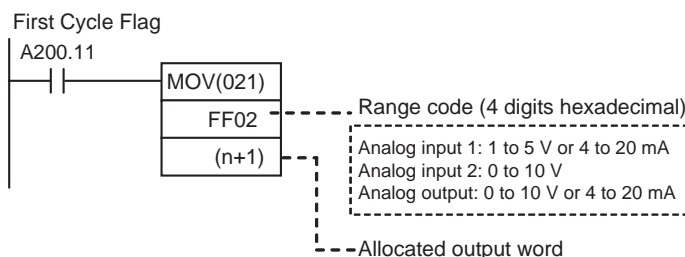 First Cycle Flag
A200.11
MOV(021)
FF02
(n+1)
Range code (4 digits hexadecimal)
Analog input 1: 1 to 5 V or 4 to 20 mA
Analog input 2: 0 to 10 V
Analog output: 0 to 10 V or 4 to 20 mA
Allocated output word